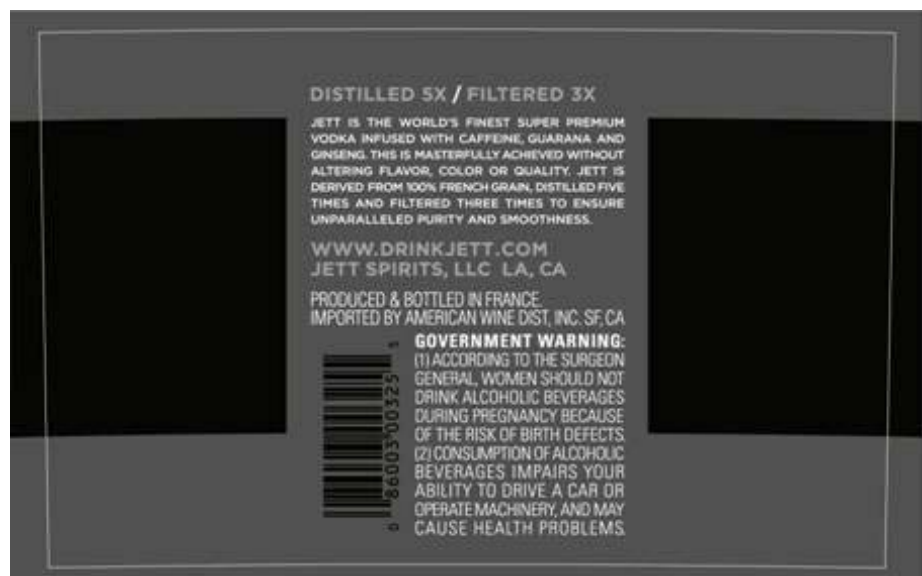 DISTILLED 5X / FILTERED 3X
JETT IS THE WORLD'S FINEST SUPER PREMIUM
VODKA INFUSED WITH CAFFEINE, GUARANA AND
GINSENG. THIS IS MASTERFULLY ACHIEVED WITHOUT
ALTERING FLAVOR, COLOR OR QUALITY. JETT IS
DERIVED FROM 100% FRENCH GRAIN, DISTILLED FIVE
TIMES AND FILTERED THREE TIMES TO ENSURE
UNPARALLELED PURITY AND SMOOTHNESS.
WWW.DRINKJETT.COM
JETT SPIRITS, LLC LA, CA
PRODUCED & BOTTLED IN FRANCE.
IMPORTED BY AMERICAN WINE DIST, INC. SF, CA
GOVERNMENT WARNING:
(1) ACCORDING TO THE SURGEON
GENERAL, WOMEN SHOULD NOT
DRINK ALCOHOLIC BEVERAGES
DURING PREGNANCY BECAUSE
OF THE RISK OF BIRTH DEFECTS.
(2) CONSUMPTION OF ALCOHOLIC
BEVERAGES IMPAIRS YOUR
ABILITY TO DRIVE A CAR OR
OPERATE MACHINERY, AND MAY
CAUSE HEALTH PROBLEMS.
0 86003 00325 5